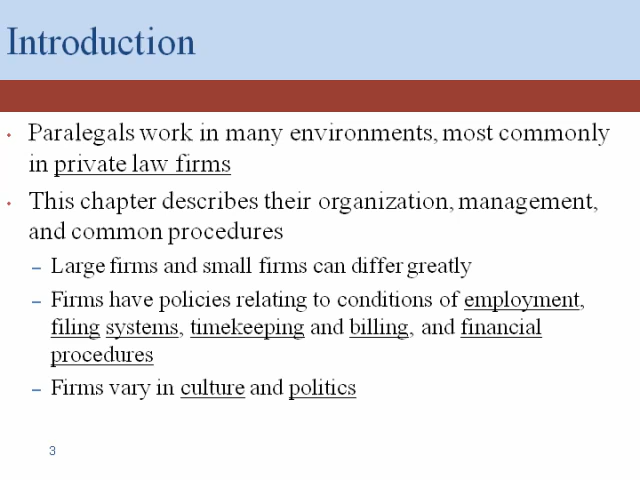 Introduction
• Paralegals work in many environments, most commonly
in private law firms
• This chapter describes their organization, management,
and common procedures
– Large firms and small firms can differ greatly
– Firms have policies relating to conditions of employment,
filing systems, timekeeping and billing, and financial
procedures
– Firms vary in culture and politics
3